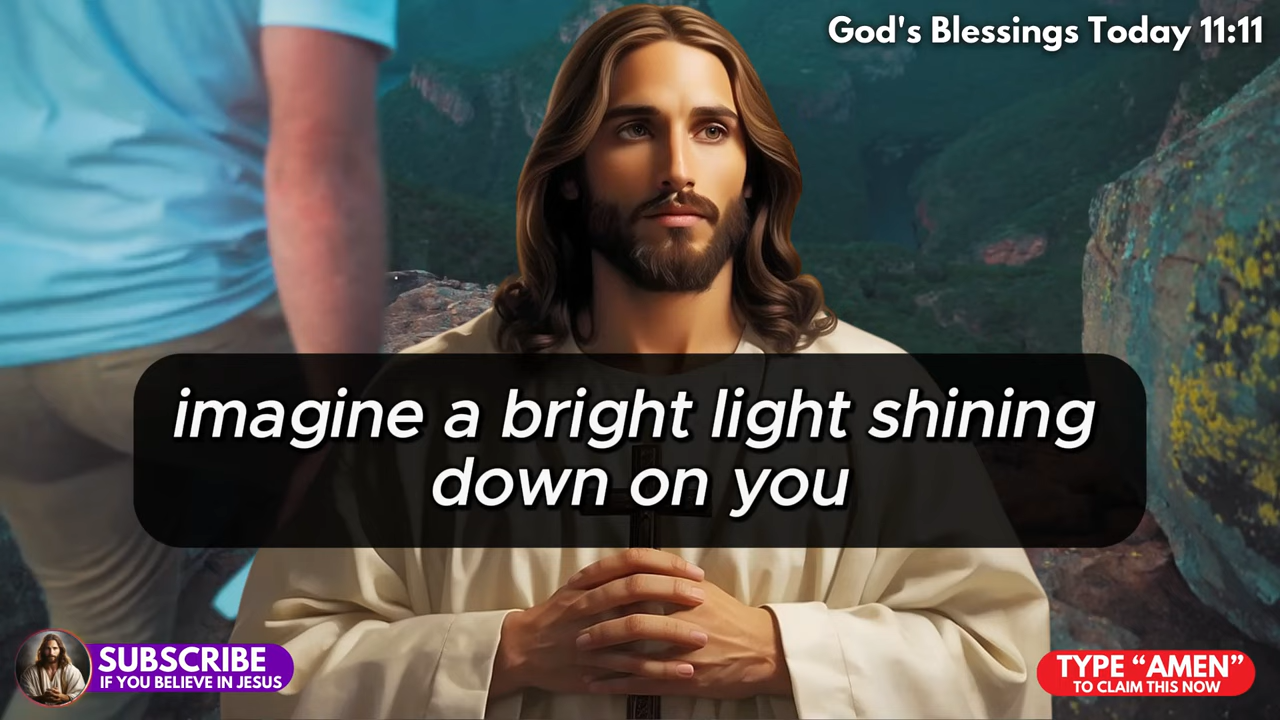 God's Blessings Today 11:11
imagine a bright light shining
down on you
SUBSCRIBE
IF YOU BELIEVE IN JESUS
TYPE “AMEN”
TO CLAIM THIS NOW